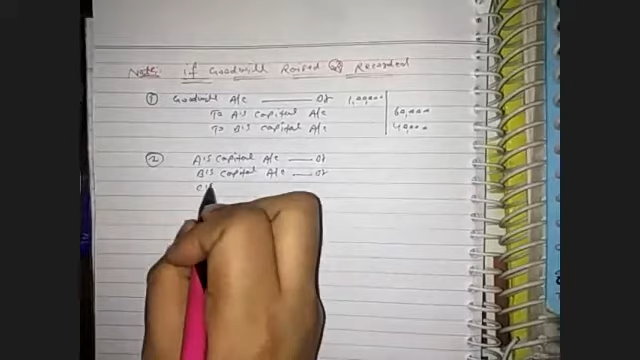 Note: if Goodwill Raised & Recorded
① Goodwill A/c Dr 1,00,000
To A's Capital A/c 60,000
To B's Capital A/c 40,000
② A's Capital A/c Dr
B's Capital A/c Dr
C's